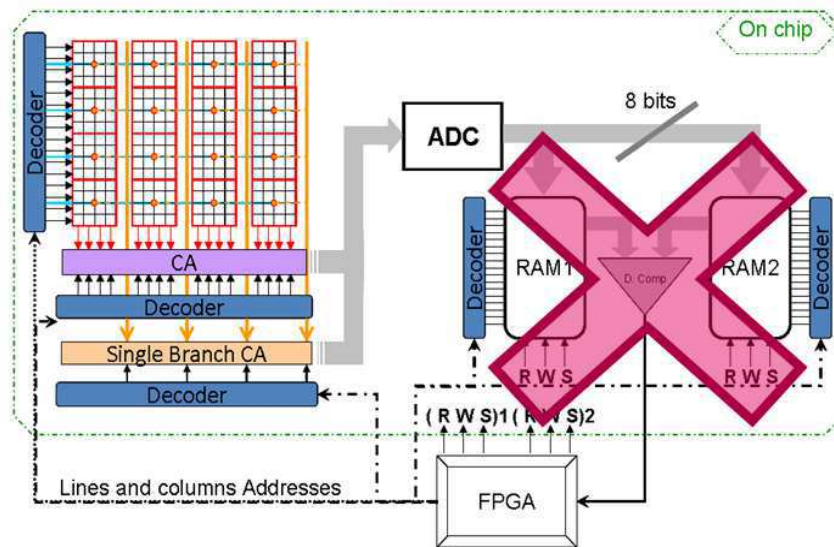 On chip
Decoder
8 bits
ADC
Decoder
RAM1
RAM2
Decoder
D. Comp
CA
Decoder
Single Branch CA
Decoder
R W S
R W S
( R W S)1 ( R W S)2
Lines and columns Addresses
FPGA